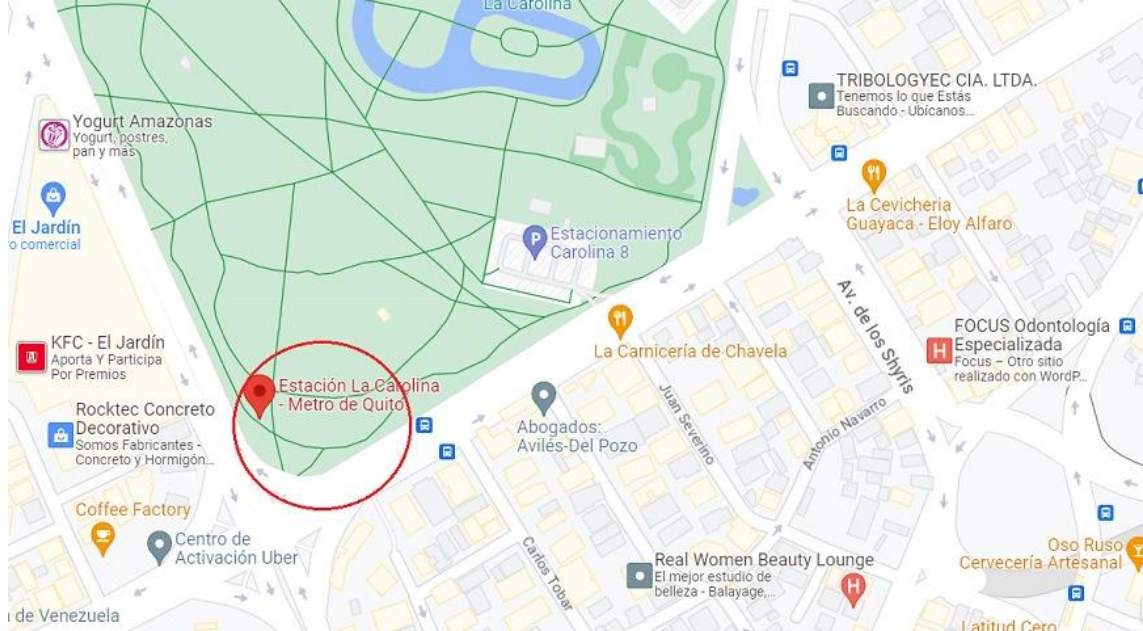 La Carolina
TRIBOLOGYEC CIA. LTDA.
Tenemos lo que Estás
Buscando - Ubícanos...
Yogurt Amazonas
Yogurt, postres,
pan y más
La Cevicheria
Guayaca - Eloy Alfaro
El Jardín
o comercial
P
Estacionamiento
Carolina 8
Av. de los Shyris
FOCUS Odontología
Especializada
Focus – Otro sitio
realizado con WordP...
H
La Carnicería de Chavela
KFC - El Jardín
Aporta Y Participa
Por Premios
Estación La Carolina
- Metro de Quito
Juan Severino
Antonio Navarro
Rocktec Concreto
Decorativo
Somos Fabricantes -
Concreto y Hormigón...
Abogados:
Avilés-Del Pozo
Coffee Factory
Centro de
Activación Uber
Carlos Tobar
Real Women Beauty Lounge
El mejor estudio de
belleza - Balayage,...
H
Oso Ruso
Cervecería Artesanal
de Venezuela
Latitud Cero